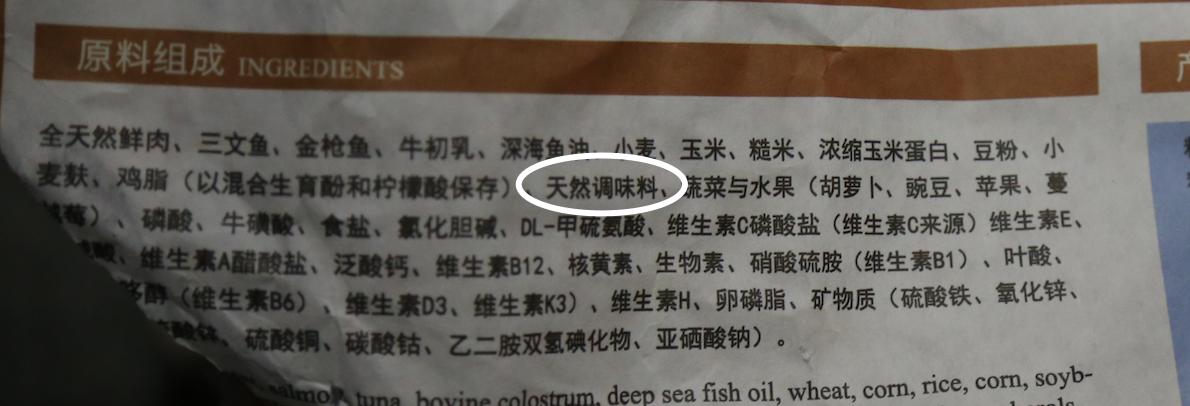 原料组成 INGREDIENTS
全天然鲜肉、三文鱼、金枪鱼、牛初乳、深海鱼油、小麦、玉米、糙米、浓缩玉米蛋白、豆粉、小
麦麸、鸡脂（以混合生育酚和柠檬酸保存）、天然调味料、蔬菜与水果（胡萝卜、豌豆、苹果、蔓
越莓）、磷酸、牛磺酸、食盐、氯化胆碱、DL-甲硫氨酸、维生素C磷酸盐（维生素C来源）维生素E、
酸、维生素A醋酸盐、泛酸钙、维生素B12、核黄素、生物素、硝酸硫胺（维生素B1）、叶酸、
哆醇（维生素B6）、维生素D3、维生素K3）、维生素H、卵磷脂、矿物质（硫酸铁、氧化锌、
酸锌、硫酸铜、碳酸钴、乙二胺双氢碘化物、亚硒酸钠）。
salmon, tuna, bovine colostrum, deep sea fish oil, wheat, corn, rice, corn, soyb-